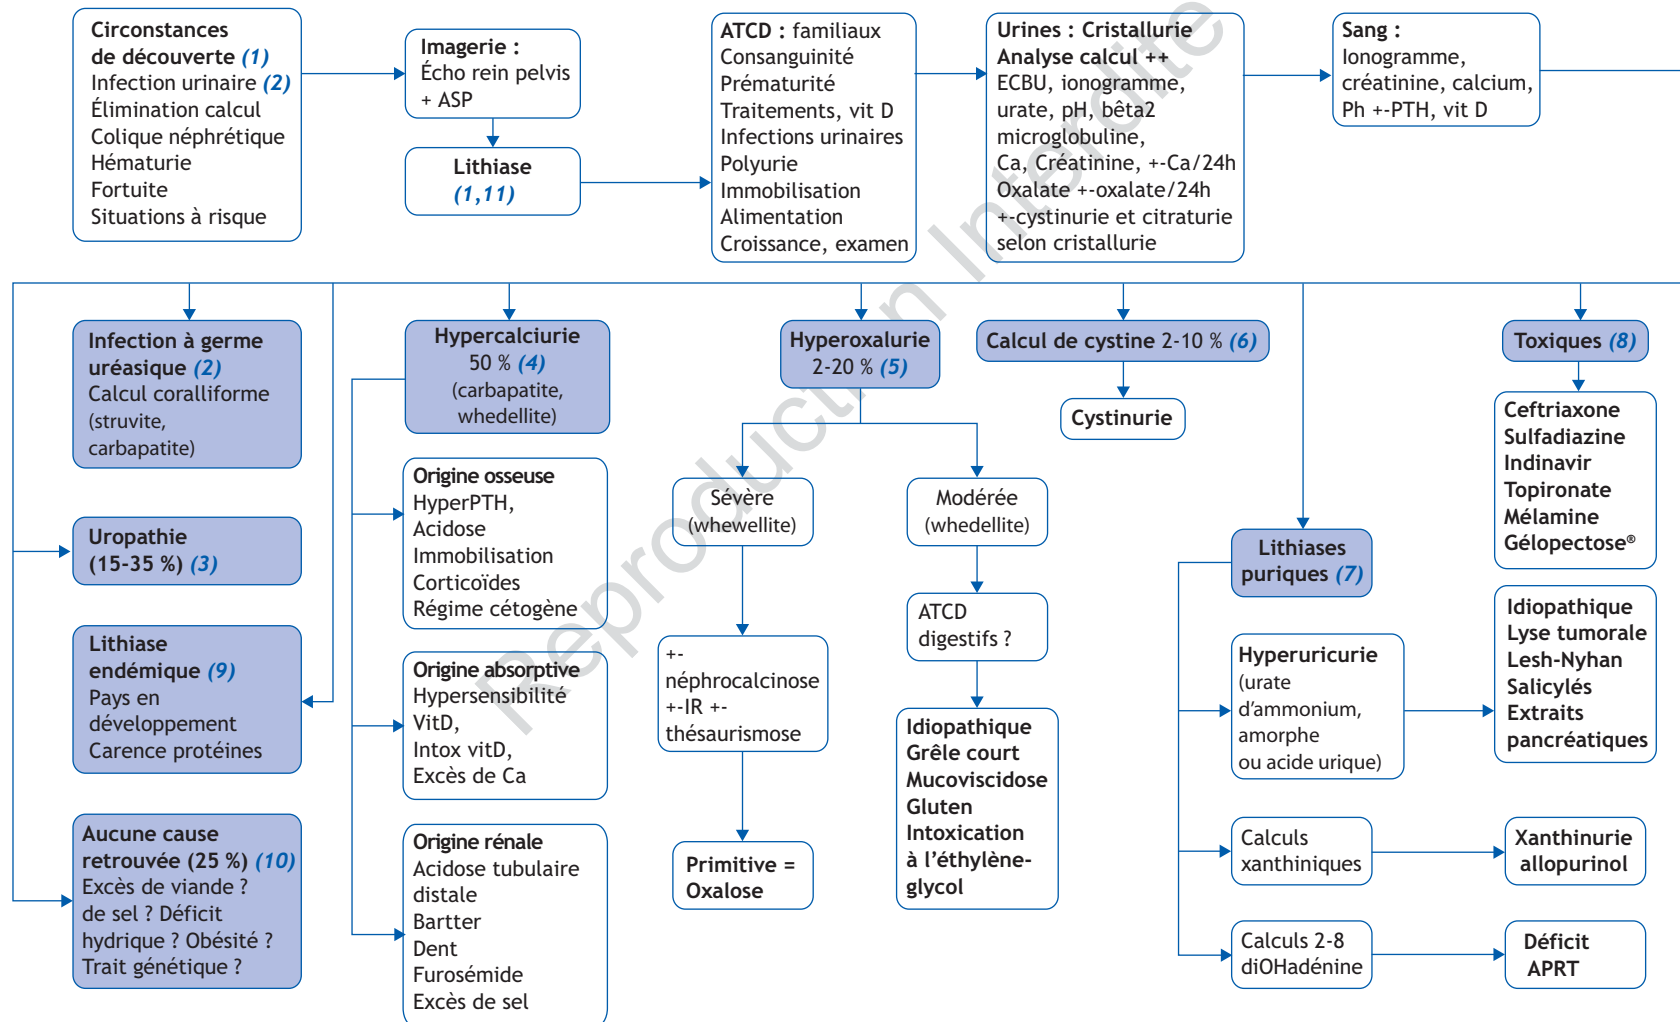 Circonstances
de découverte (1)
Infection urinaire (2)
Élimination calcul
Colique néphrétique
Hématurie
Fortuite
Situations à risque
Imagerie :
Écho rein pelvis
+ ASP
Lithiase
(1,11)
ATCD : familiaux
Consanguinité
Prématurité
Traitements, vit D
Infections urinaires
Polyurie
Immobilisation
Alimentation
Croissance, examen
Urines : Cristallurie
Analyse calcul ++
ECBU, ionogramme,
urate, pH, bêta2
microglobuline,
Ca, Créatinine, +-Ca/24h
Oxalate +-oxalate/24h
+-cystinurie et citraturie
selon cristallurie
Sang :
Ionogramme,
créatinine, calcium,
Ph +-PTH, vit D
Infection à germe
uréasique (2)
Calcul coralliforme
(struvite,
carbapatite)
Uropathie
(15-35 %) (3)
Lithiase
endémique (9)
Pays en
développement
Carence protéines
Aucune cause
retrouvée (25 %) (10)
Excès de viande ?
de sel ? Déficit
hydrique ? Obésité ?
Trait génétique ?
Hypercalciurie
50 % (4)
(carbapatite,
whedellite)
Origine osseuse
HyperPTH,
Acidose
Immobilisation
Corticoïdes
Régime cétogène
Origine absorptive
Hypersensibilité
VitD,
Intox vitD,
Excès de Ca
Origine rénale
Acidose tubulaire
distale
Bartter
Dent
Furosémide
Excès de sel
Hyperoxalurie
2-20 % (5)
Sévère
(whewellite)
+-
néphrocalcinose
+-IR +-
thésaurismose
Primitive =
Oxalose
Modérée
(whedellite)
ATCD
digestifs ?
Idiopathique
Grêle court
Mucoviscidose
Gluten
Intoxication
à l'éthylène-
glycol
Calcul de cystine 2-10 % (6)
Cystinurie
Lithiases
puriques (7)
Hyperuricurie
(urate
d'ammonium,
amorphe
ou acide urique)
Idiopathique
Lyse tumorale
Lesh-Nyhan
Salicylés
Extraits
pancréatiques
Calculs
xanthiniques
Xanthinurie
allopurinol
Calculs 2-8
diOHadénine
Déficit
APRT
Toxiques (8)
Ceftriaxone
Sulfadiazine
Indinavir
Topironate
Mélamine
Gélopectose®
Reproduction Interdite